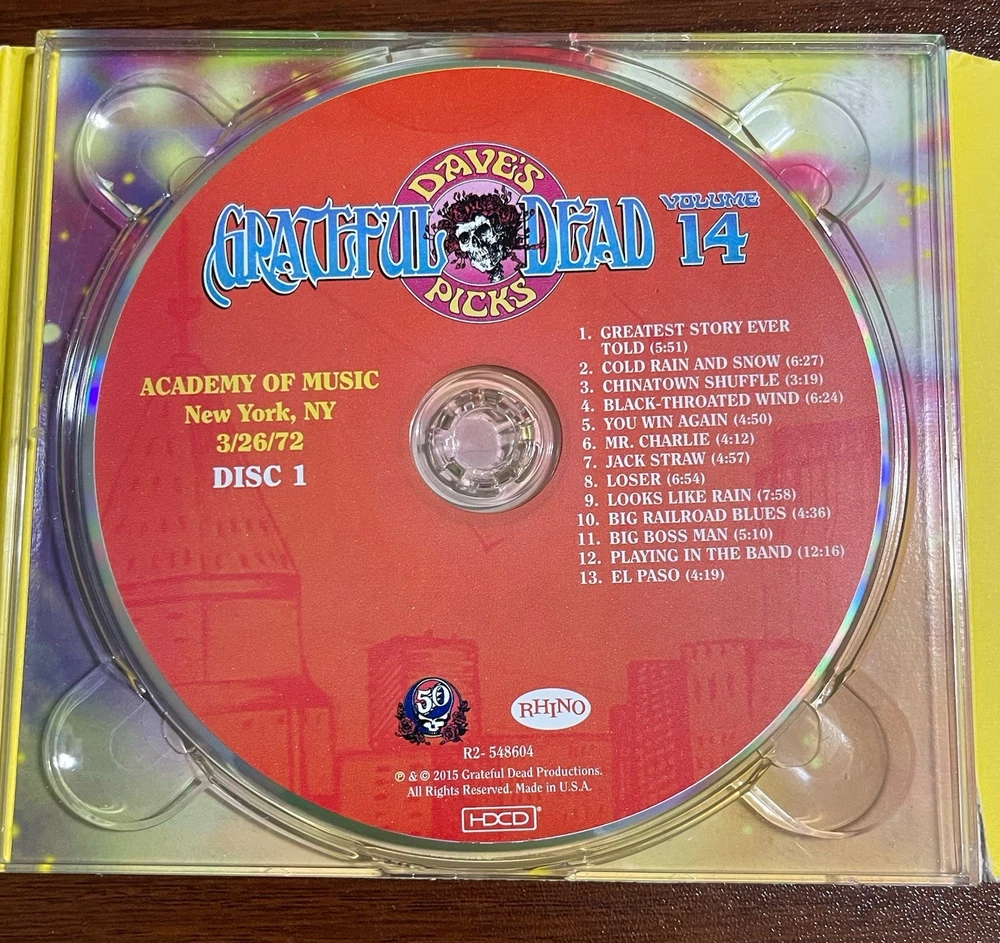 DAVE'S
GRATEFUL DEAD
PICKS
VOLUME
14
ACADEMY OF MUSIC
New York, NY
3/26/72
DISC 1
1. GREATEST STORY EVER
TOLD (5:51)
2. COLD RAIN AND SNOW (6:27)
3. CHINATOWN SHUFFLE (3:19)
4. BLACK-THROATED WIND (6:24)
5. YOU WIN AGAIN (4:50)
6. MR. CHARLIE (4:12)
7. JACK STRAW (4:57)
8. LOSER (6:54)
9. LOOKS LIKE RAIN (7:58)
10. BIG RAILROAD BLUES (4:36)
11. BIG BOSS MAN (5:10)
12. PLAYING IN THE BAND (12:16)
13. EL PASO (4:19)
50
RHINO
R2- 548604
℗ & © 2015 Grateful Dead Productions.
All Rights Reserved. Made in U.S.A.
HDCD®